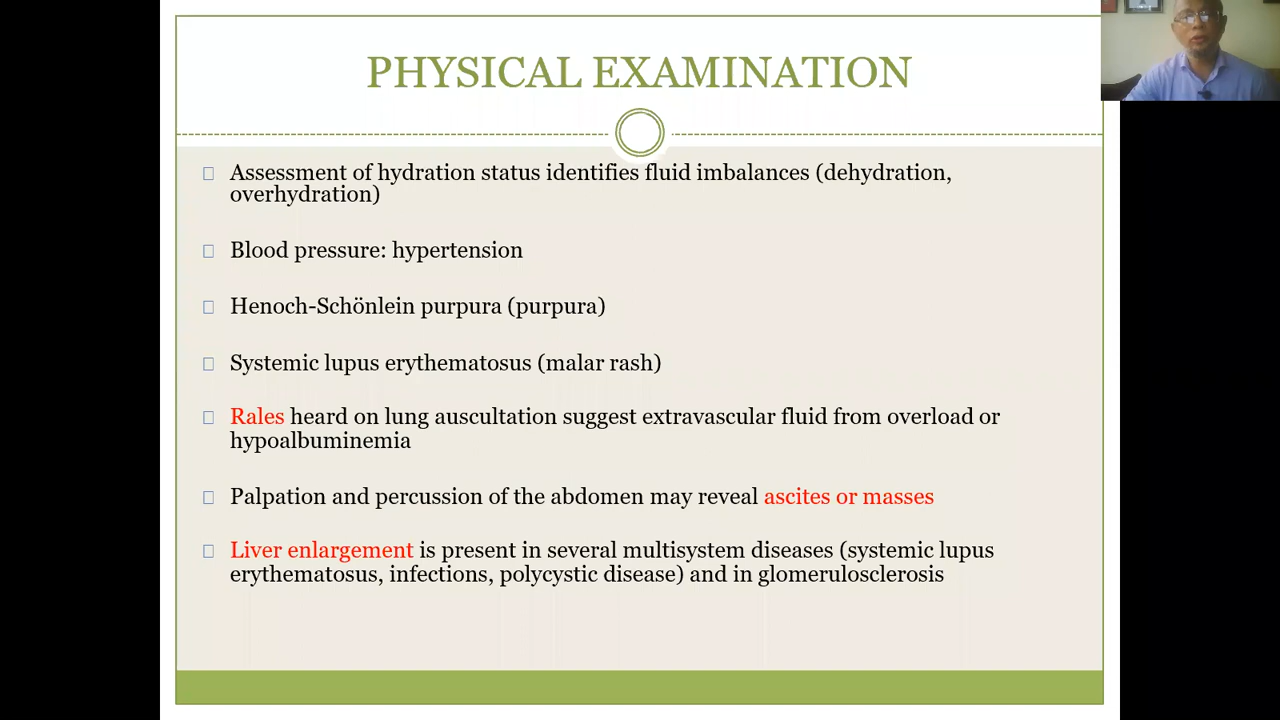 PHYSICAL EXAMINATION
Assessment of hydration status identifies fluid imbalances (dehydration,
overhydration)
Blood pressure: hypertension
Henoch-Schönlein purpura (purpura)
Systemic lupus erythematosus (malar rash)
Rales heard on lung auscultation suggest extravascular fluid from overload or
hypoalbuminemia
Palpation and percussion of the abdomen may reveal ascites or masses
Liver enlargement is present in several multisystem diseases (systemic lupus
erythematosus, infections, polycystic disease) and in glomerulosclerosis